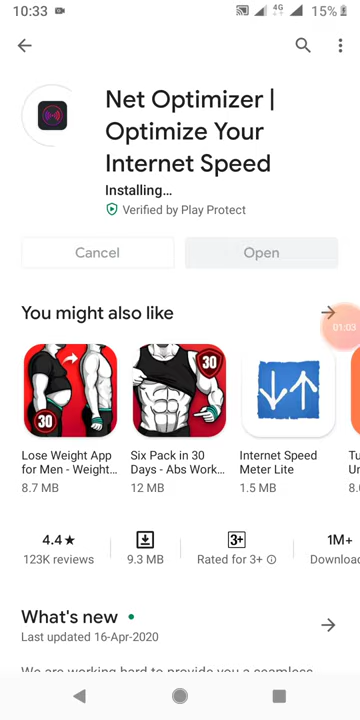 10:33
4G
15%
Net Optimizer |
Optimize Your
Internet Speed
Installing...
Verified by Play Protect
Cancel
Open
You might also like
01:03
30
30
Lose Weight App
for Men - Weight...
8.7 MB
Six Pack in 30
Days - Abs Work...
12 MB
Internet Speed
Meter Lite
1.5 MB
Tu
Un
8.
4.4★
123K reviews
9.3 MB
3+
Rated for 3+
1M+
Downloa
What's new
Last updated 16-Apr-2020
We are working hard to provide you a seamless